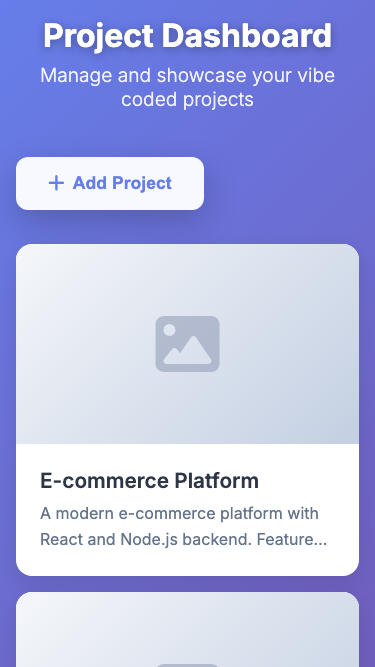 Project Dashboard
Manage and showcase your vibe
coded projects
+ Add Project
E-commerce Platform
A modern e-commerce platform with
React and Node.js backend. Feature...